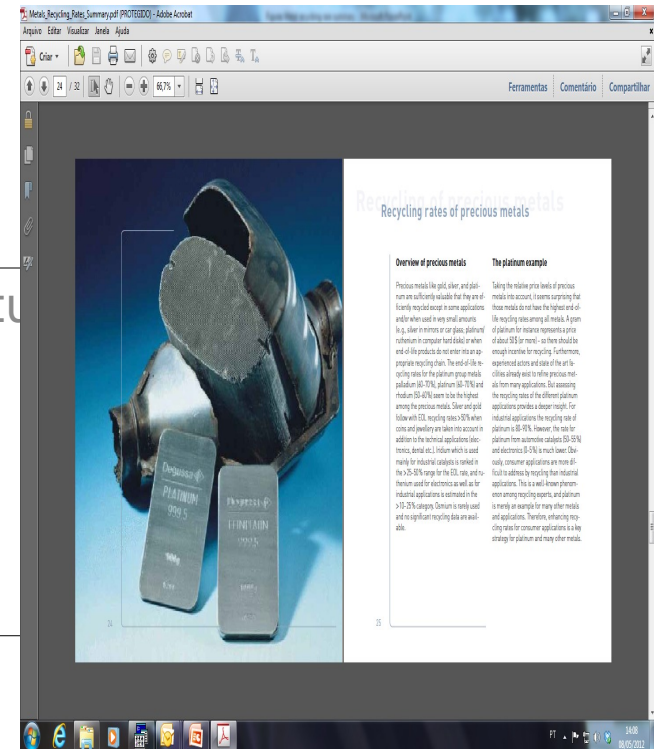 Metals_Recycling_Rates_Summary.pdf (PROTEGIDO) - Adobe Acrobat
Arquivo Editar Visualizar Janela Ajuda
Criar
24 / 32
66,7%
Ferramentas Comentário Compartilhar
Recycling of precious metals
Recycling rates of precious metals
Overview of precious metals
Precious metals like gold, silver, and plati-
num are sufficiently valuable that they are ef-
ficiently recycled except in some applications
and/or when used in very small amounts
(e.g., silver in mirrors or car glass, platinum/
ruthenium in computer hard disks) or when
end-of-life products do not enter into an ap-
propriate recycling chain. The end-of-life re-
cycling rates for the platinum group metals
palladium (60-70%), platinum (60-70%) and
rhodium (50-60%) seem to be the highest
among the precious metals. Silver and gold
follow with EOL recycling rates >50% when
coins and jewellery are taken into account in
addition to the technical applications (elec-
tronics, dental etc.). Iridium which is used
mainly for industrial catalysts is ranked in
the >25-50% range for the EOL rate, and ru-
thenium used for electronics as well as for
industrial applications is estimated in the
>10-25% category. Osmium is rarely used
and no significant recycling data are avail-
able.
The platinum example
Taking the relative price levels of precious
metals into account, it seems surprising that
those metals do not have the highest end-of-
life recycling rates among all metals. A gram
of platinum for instance represents a price
of about 50 $ (or more) – so there should be
enough incentive for recycling. Furthermore,
experienced actors and state of the art fa-
cilities already exist to refine precious met-
als from many applications. But assessing
the recycling rates of the different platinum
applications provides a deeper insight. For
industrial applications the recycling rate of
platinum is 80-90%. However, the rate for
platinum from automotive catalysts (50-55%)
and electronics (0-5%) is much lower. Obvi-
ously, consumer applications are more dif-
ficult to address by recycling than industrial
applications. This is a well-known phenom-
enon among recycling experts, and platinum
is merely an example for many other metals
and applications. Therefore, enhancing recy-
cling rates for consumer applications is a key
strategy for platinum and many other metals.
Degussa
PLATINUM
999.5
Degussa
FEINPLATIN
999.5
24
25
PT
14:08
08/05/2012